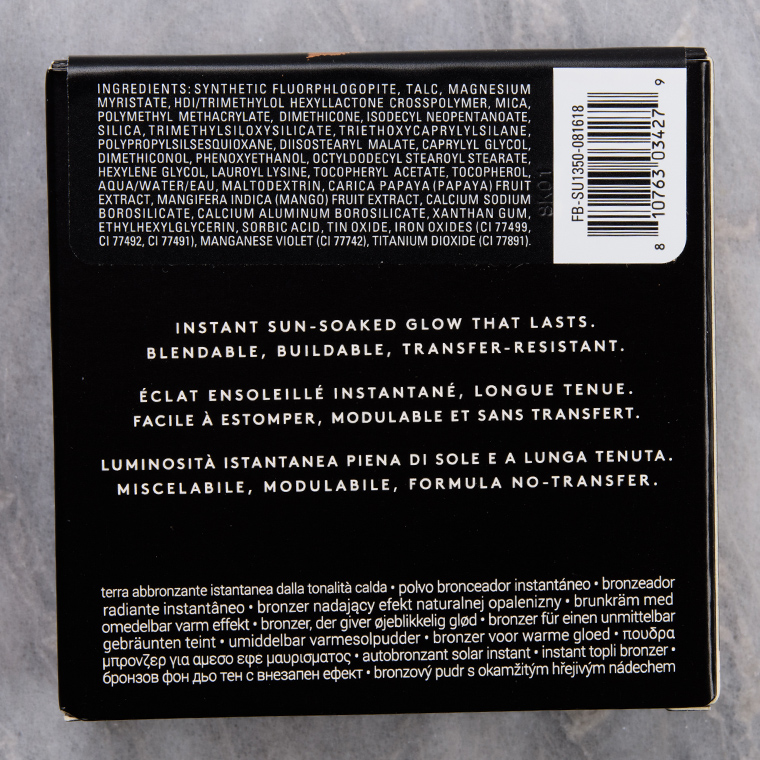 INGREDIENTS: SYNTHETIC FLUORPHLOGOPITE, TALC, MAGNESIUM
MYRISTATE, HDI/TRIMETHYLOL HEXYLLACTONE CROSSPOLYMER, MICA,
POLYMETHYL METHACRYLATE, DIMETHICONE, ISODECYL NEOPENTANOATE,
SILICA, TRIMETHYLSILOXYSILICATE, TRIETHOXYCAPRYLYLSILANE,
POLYPROPYLSILSESQUIOXANE, DIISOSTEARYL MALATE, CAPRYLYL GLYCOL,
DIMETHICONOL, PHENOXYETHANOL, OCTYLDODECYL STEAROYL STEARATE,
HEXYLENE GLYCOL, LAUROYL LYSINE, TOCOPHERYL ACETATE, TOCOPHEROL,
AQUA/WATER/EAU, MALTODEXTRIN, CARICA PAPAYA (PAPAYA) FRUIT
EXTRACT, MANGIFERA INDICA (MANGO) FRUIT EXTRACT, CALCIUM SODIUM
BOROSILICATE, CALCIUM ALUMINUM BOROSILICATE, XANTHAN GUM,
ETHYLHEXYLGLYCERIN, SORBIC ACID, TIN OXIDE, IRON OXIDES (CI 77499,
CI 77492, CI 77491), MANGANESE VIOLET (CI 77742), TITANIUM DIOXIDE (CI 77891).
FB-SU1350-081618
8 10763 03427 9
INSTANT SUN-SOAKED GLOW THAT LASTS.
BLENDABLE, BUILDABLE, TRANSFER-RESISTANT.
ÉCLAT ENSOLEILLÉ INSTANTANÉ, LONGUE TENUE.
FACILE À ESTOMPER, MODULABLE ET SANS TRANSFERT.
LUMINOSITÀ ISTANTANEA PIENA DI SOLE E A LUNGA TENUTA.
MISCELABILE, MODULABILE, FORMULA NO-TRANSFER.
terra abbronzante istantanea dalla tonalità calda • polvo bronceador instantáneo • bronzeador
radiante instantâneo • bronzer nadający efekt naturalnej opalenizny • brunkräm med
omedelbar varm effekt • bronzer, der giver øjeblikkelig glød • bronzer für einen unmittelbar
gebräunten teint • umiddelbar varmesolpudder • bronzer voor warme gloed • πουδρα
μπρονζερ για αμεσο εφε μαυρισματος • autobronzant solar instant • instant topli bronzer •
бронзов фон дьо тен с внезапен ефект • bronzový pudr s okamžitým hřejivým nádechem